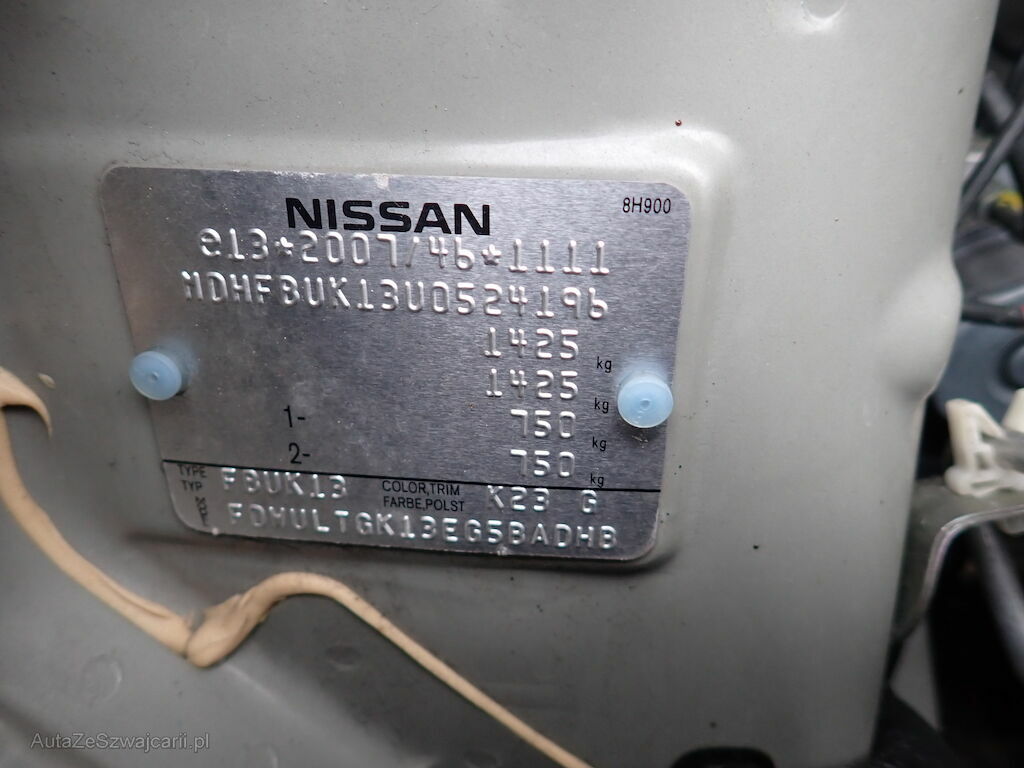 NISSAN 8H900
e13*2007/46*1111
MDHFBUK13U0524196
1425 kg
1425 kg
1- 750 kg
2- 750 kg
TYPE TYP FBUK13 COLOR,TRIM FARBE,POLST K23 G
FDMULTGK13EG5BADHB
AutaZeSzwajcarii.pl